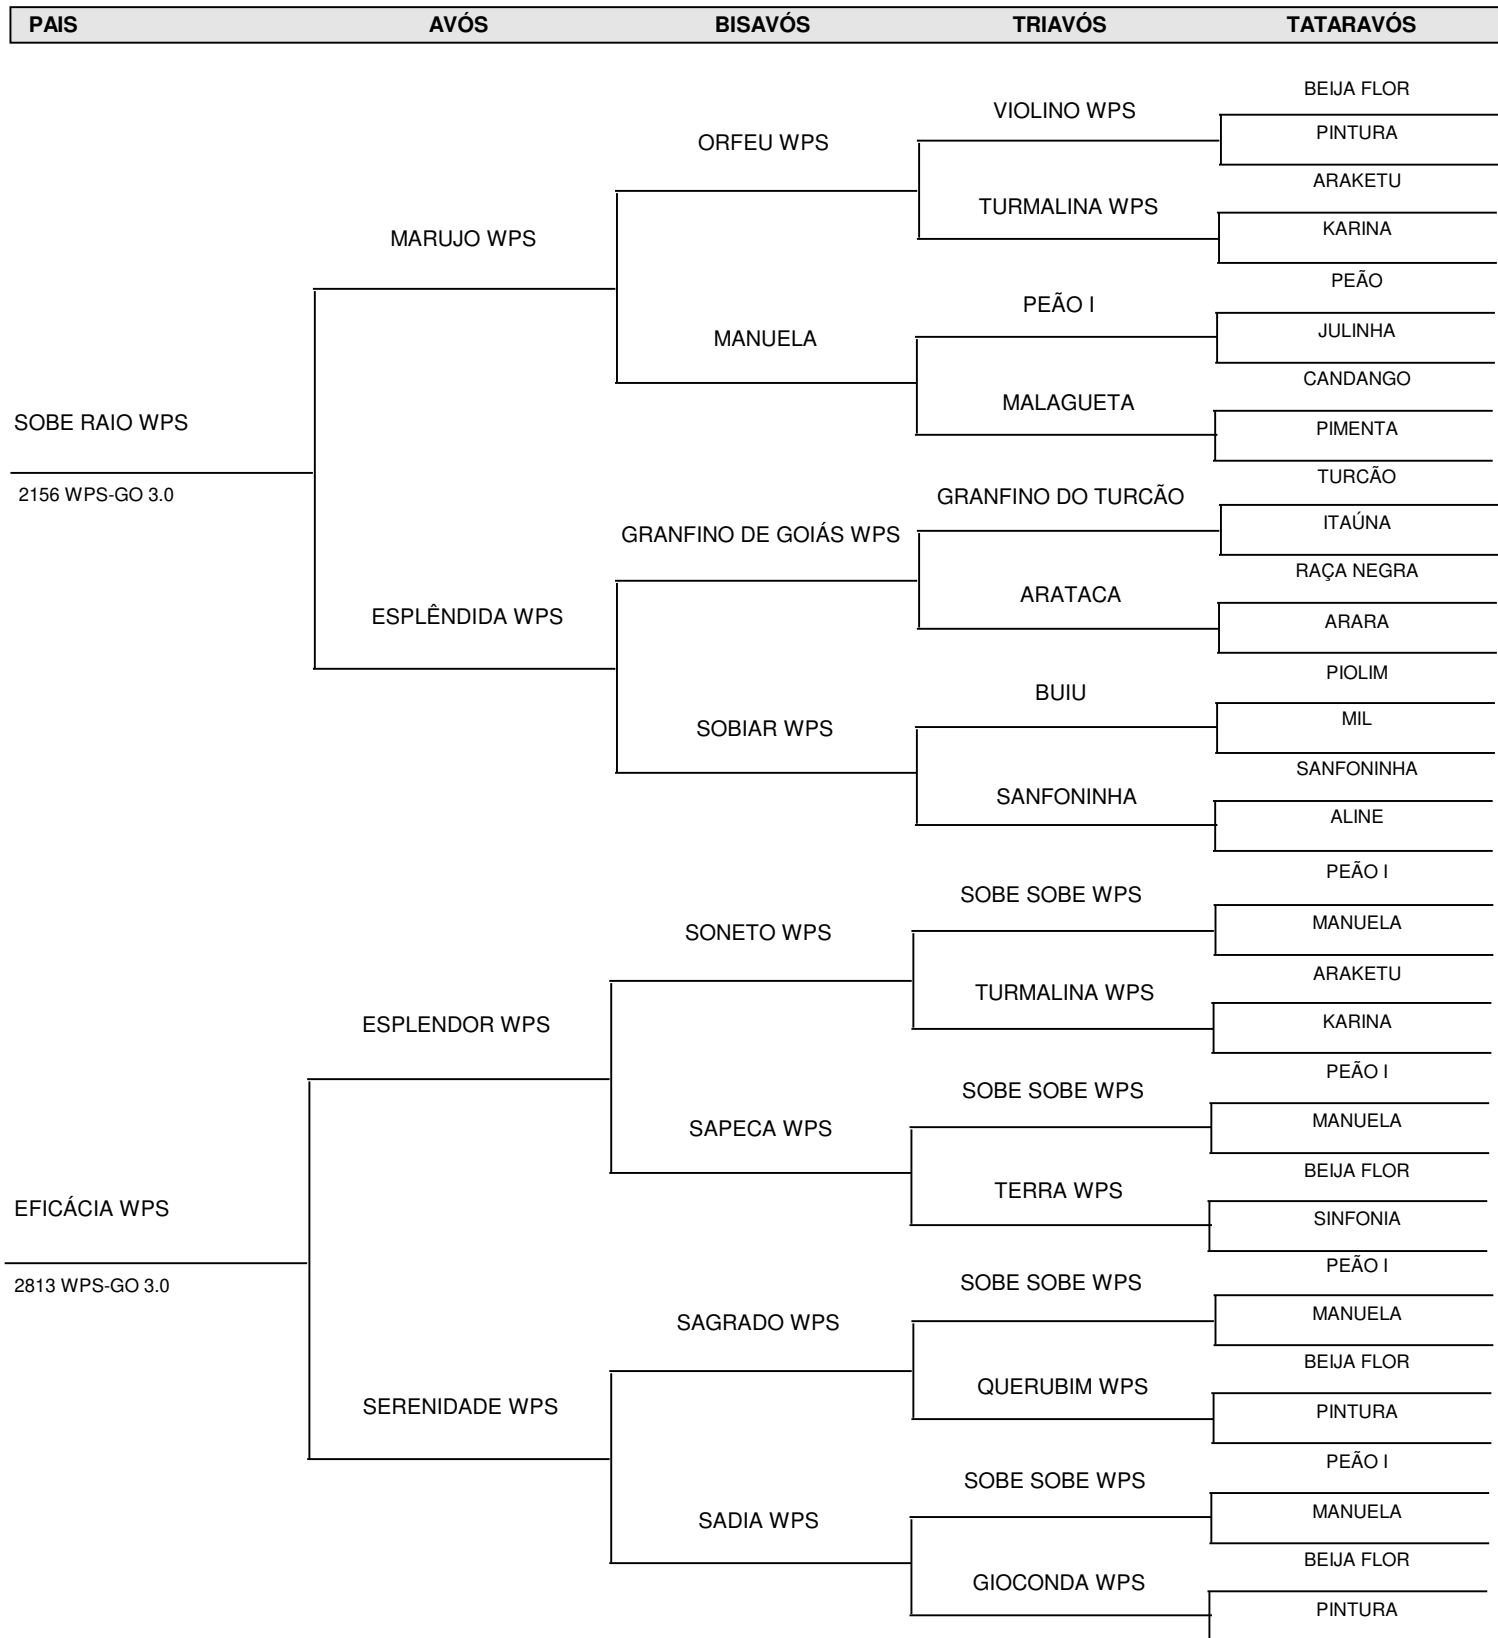 PAIS AVÓS BISAVÓS TRIAVÓS TATARAVÓS
BEIJA FLOR
VIOLINO WPS
PINTURA
ORFEU WPS
ARAKETU
TURMALINA WPS
KARINA
MARUJO WPS
PEÃO
PEÃO I
JULINHA
MANUELA
CANDANGO
MALAGUETA
PIMENTA
SOBE RAIO WPS
2156 WPS-GO 3.0
TURCÃO
GRANFINO DO TURCÃO
ITAÚNA
GRANFINO DE GOIÁS WPS
RAÇA NEGRA
ARATACA
ARARA
ESPLÊNDIDA WPS
PIOLIM
BUIU
MIL
SOBIAR WPS
SANFONINHA
SANFONINHA
ALINE
PEÃO I
SOBE SOBE WPS
MANUELA
SONETO WPS
ARAKETU
TURMALINA WPS
KARINA
ESPLENDOR WPS
PEÃO I
SOBE SOBE WPS
MANUELA
SAPECA WPS
BEIJA FLOR
TERRA WPS
SINFONIA
EFICÁCIA WPS
2813 WPS-GO 3.0
PEÃO I
SOBE SOBE WPS
MANUELA
SAGRADO WPS
BEIJA FLOR
QUERUBIM WPS
PINTURA
SERENIDADE WPS
PEÃO I
SOBE SOBE WPS
MANUELA
SADIA WPS
BEIJA FLOR
GIOCONDA WPS
PINTURA